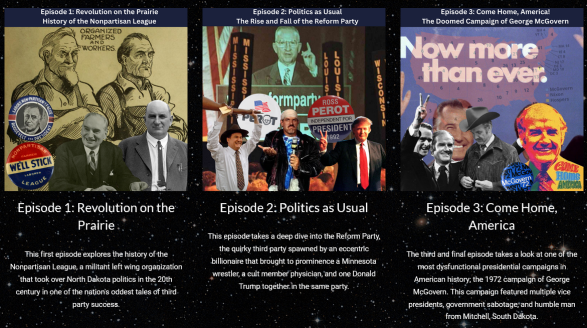 Episode 1: Revolution on the Prairie
History of the Nonpartisan League
ORGANIZED
FARMERS
AND
WORKERS.
WE'LL STICK
LEAGUE
Episode 1: Revolution on the
Prairie
This first episode explores the history of the
Nonpartisan League, a militant left wing organization
that took over North Dakota politics in the 20th
century in one of the nation's oddest tales of third
party success.
Episode 2: Politics as Usual
The Rise and Fall of the Reform Party
MISSISSIPPI
LOUISI
WISCONSIN
formparty
PEROT
ROSS
PEROT
INDEPENDENT FOR
PRESIDENT
1992
Episode 2: Politics as Usual
This episode takes a deep dive into the Reform Party,
the quirky third party spawned by an eccentric
billionaire that brought to prominence a Minnesota
wrestler, a cult member physician, and one Donald
Trump together in the same party.
Episode 3: Come Home, America!
The Doomed Campaign of George McGovern
Now more
than ever.
McGovern
COME
HOME
AMERICA
Episode 3: Come Home,
America
The third and final episode takes a look at one of the
most dysfunctional presidential campaigns in
American history; the 1972 campaign of George
McGovern. This campaign featured multiple vice
presidents, government sabotage, and humble man
from Mitchell, South Dakota.